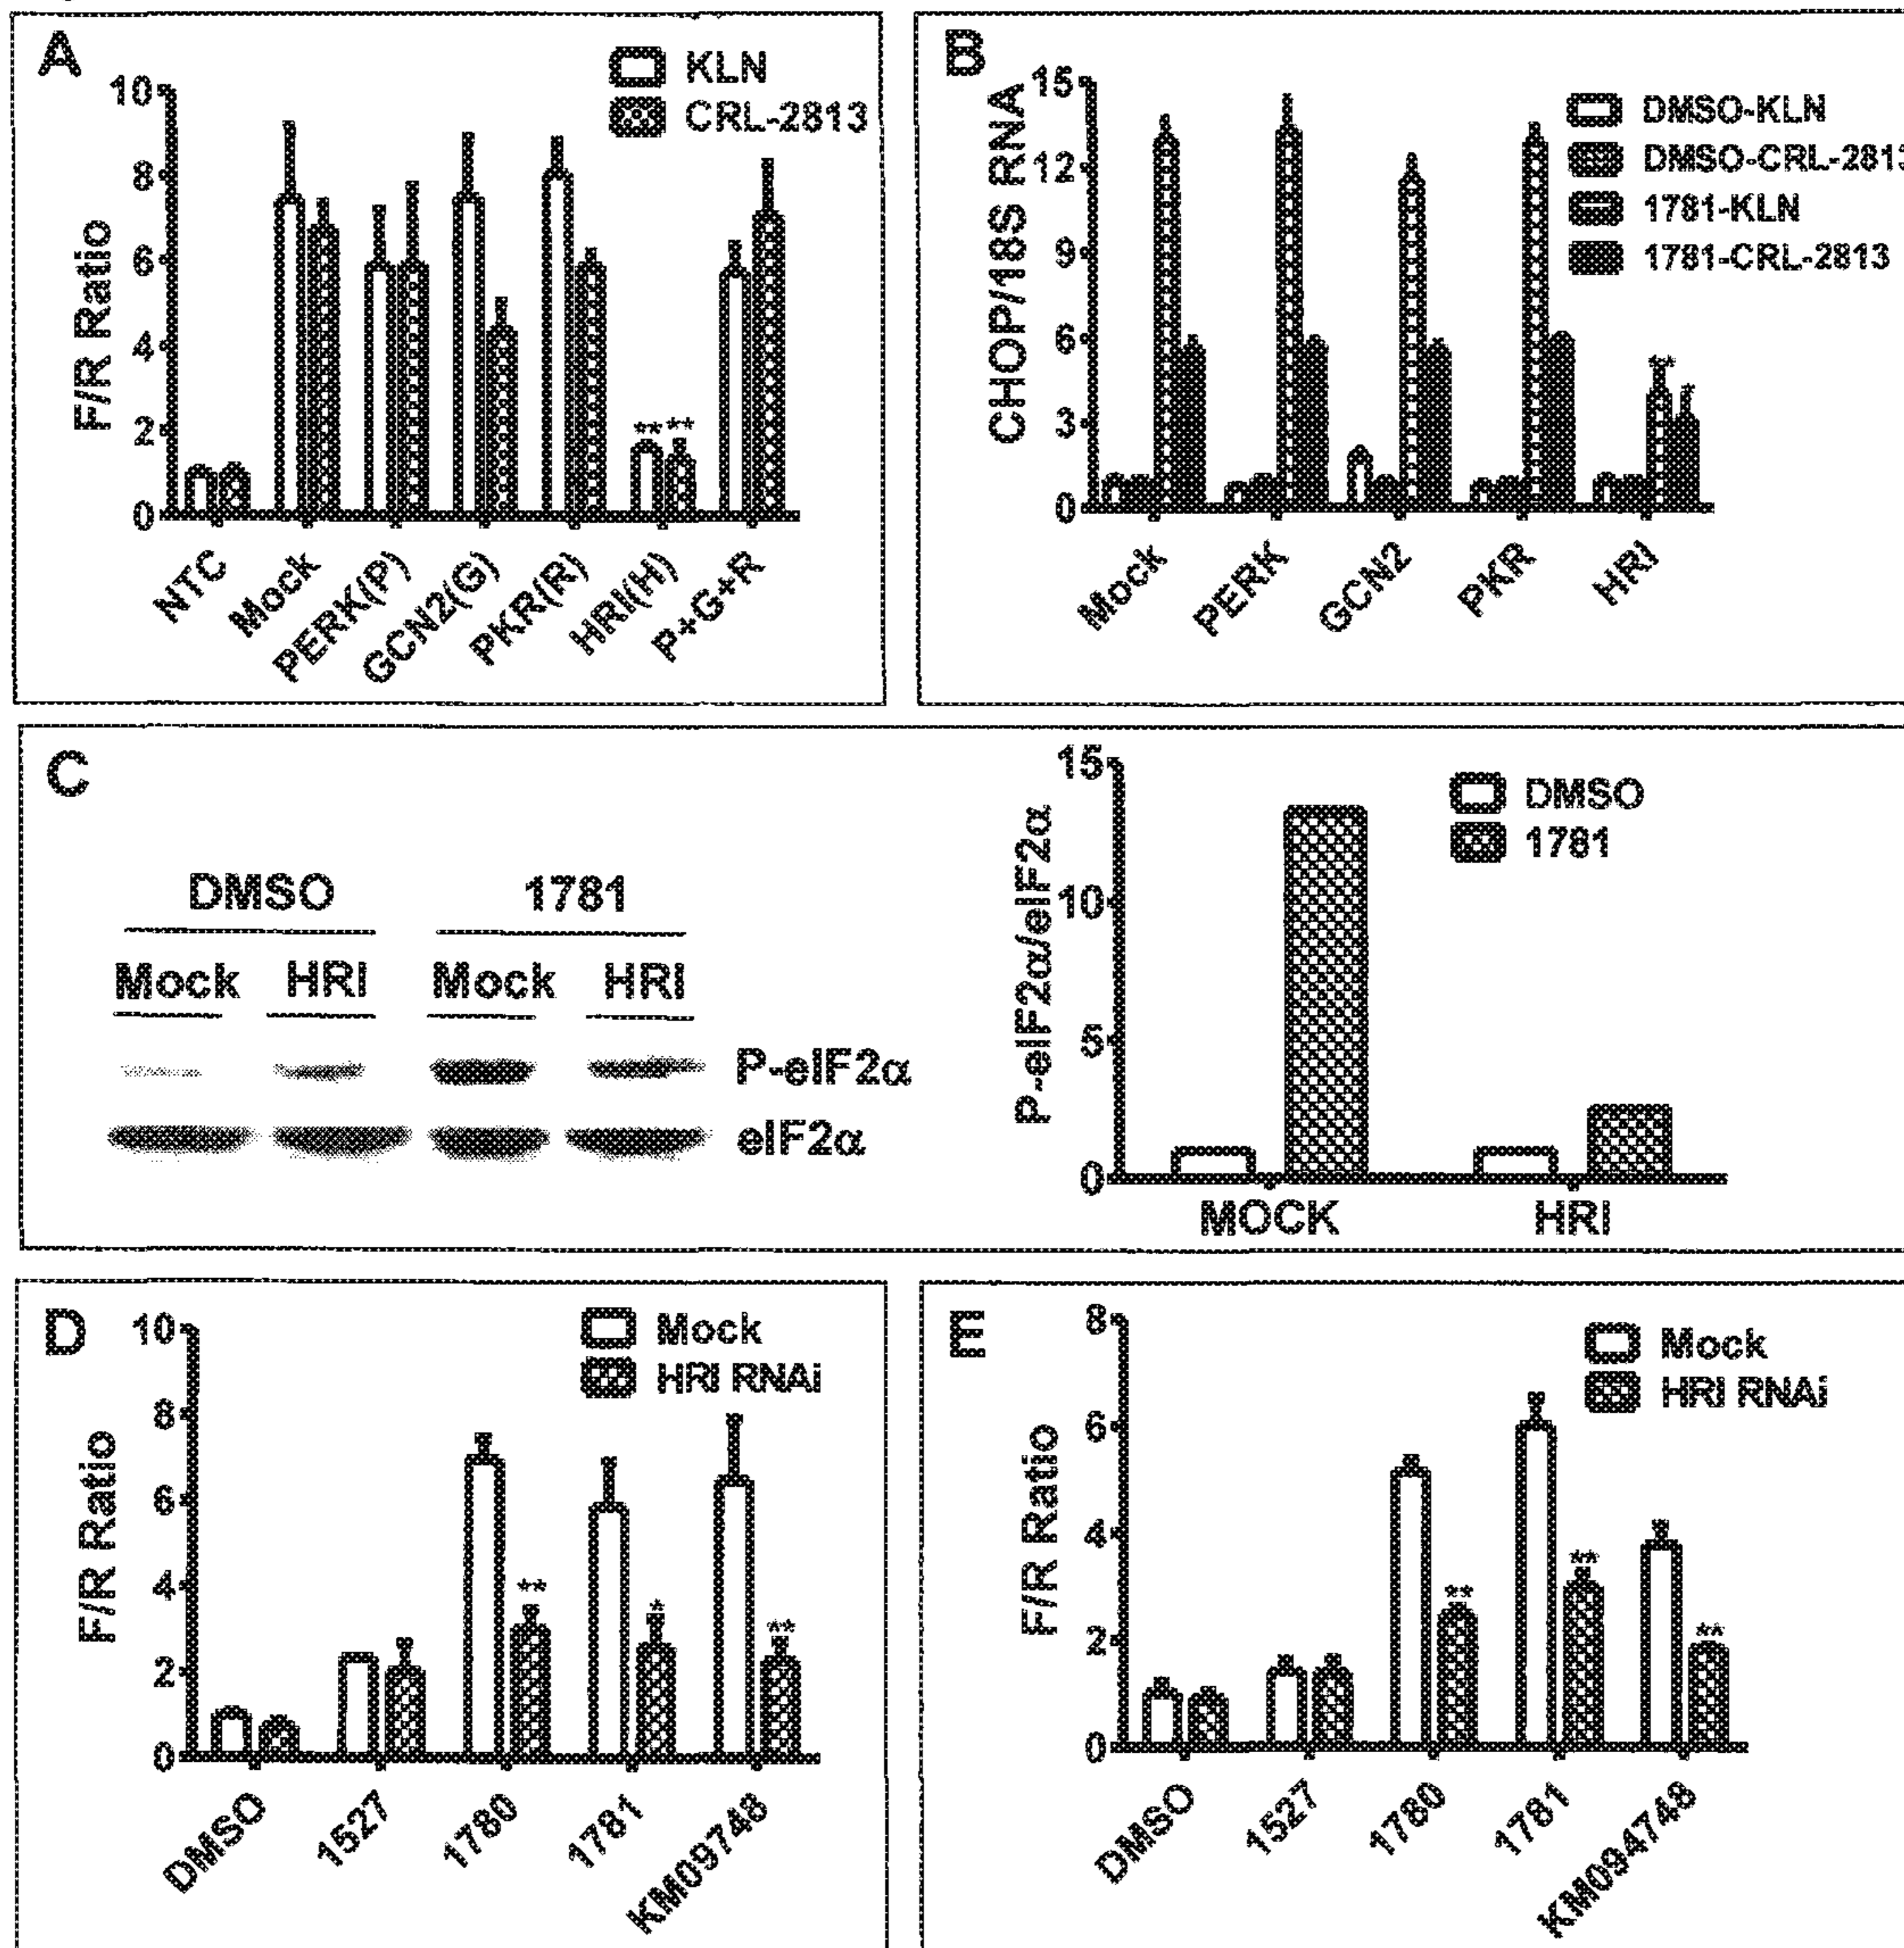 A
KLN
CRL-2813
10
8
6
4
2
0
F/R Ratio
** **
NTC
Mock
PERK(P)
GCN2(G)
PKR(R)
HRI(H)
P+G+R
B
DMSO-KLN
DMSO-CRL-2813
1781-KLN
1781-CRL-2813
15
12
9
6
3
0
CHOP/18S RNA
**
*
Mock
PERK
GCN2
PKR
HRI
C
DMSO 1781
Mock HRI Mock HRI
P-eIF2α
eIF2α
15
10
5
0
P-eIF2α/eIF2α
DMSO
1781
MOCK HRI
D
Mock
HRI RNAi
10
8
6
4
2
0
F/R Ratio
**
*
**
DMSO
1527
1780
1781
KM09748
E
Mock
HRI RNAi
8
6
4
2
0
F/R Ratio
**
**
**
DMSO
1527
1780
1781
KM094748